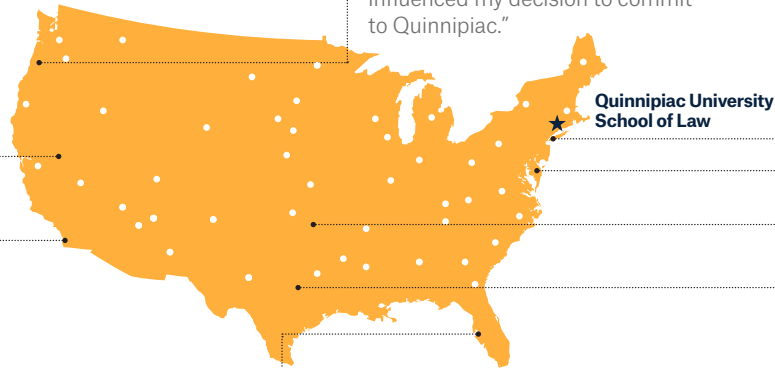 influenced my decision to commit
to Quinnipiac.”
Quinnipiac University
School of Law